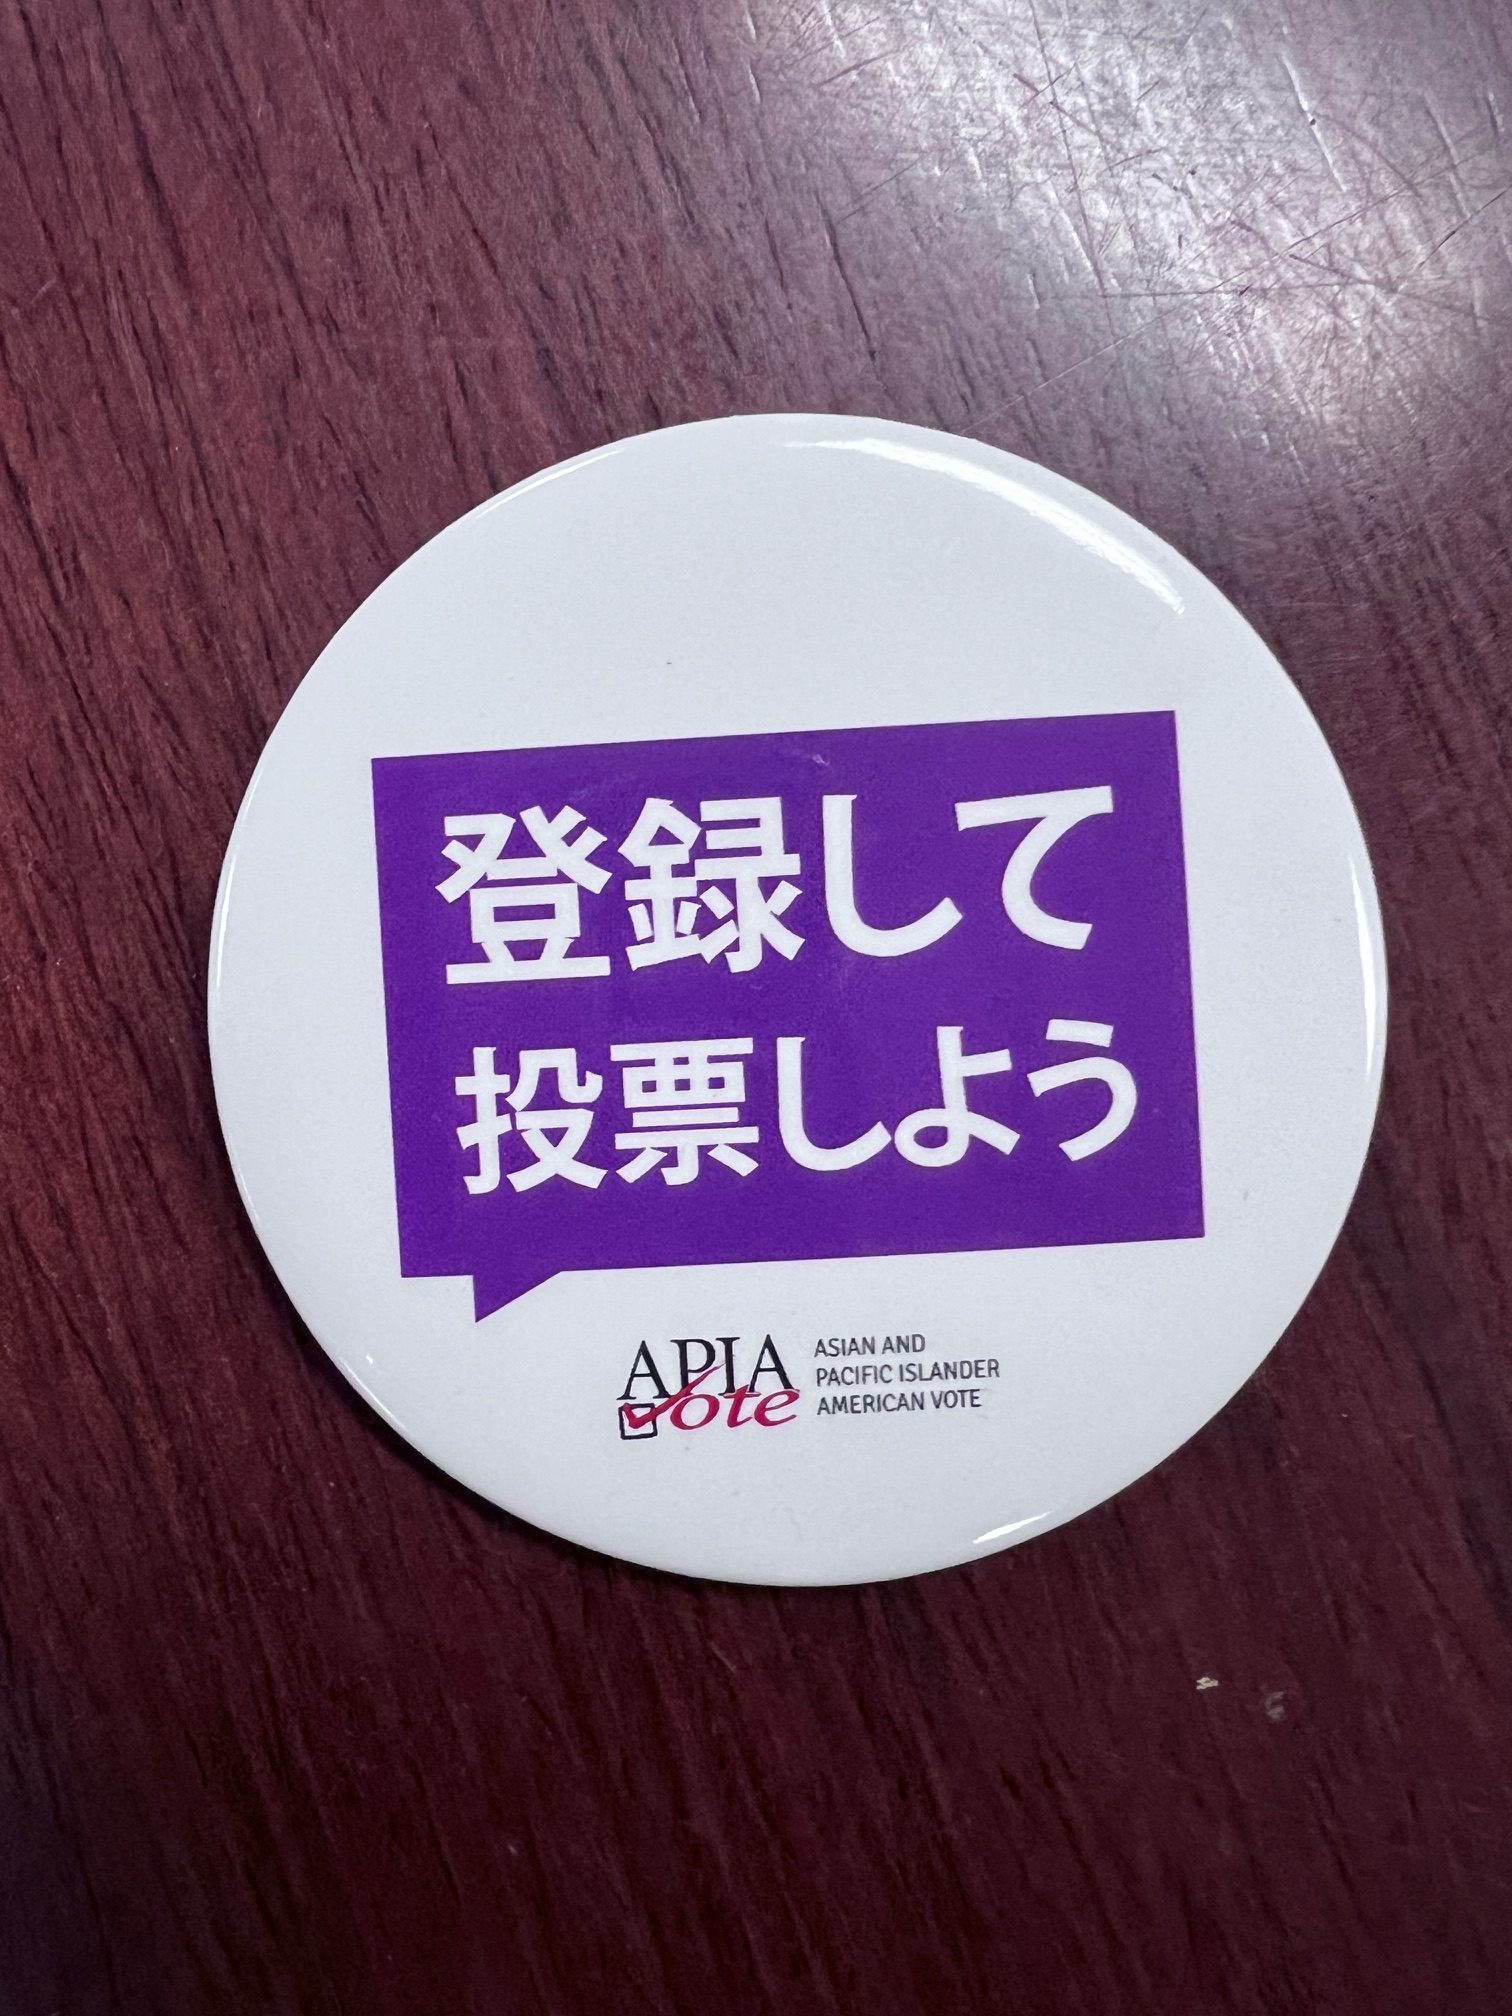 登録して
投票しよう
APIA
Vote
ASIAN AND
PACIFIC ISLANDER
AMERICAN VOTE